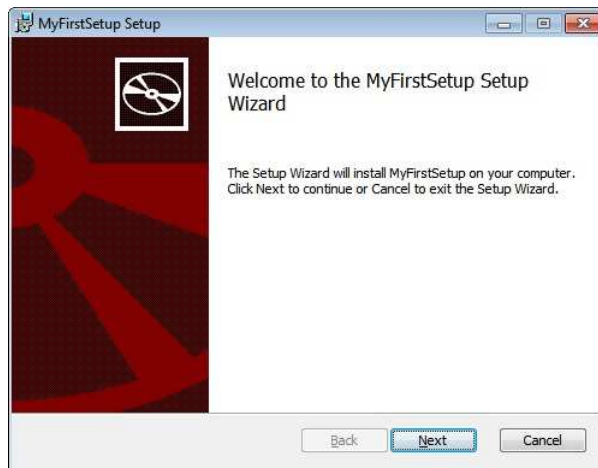 MyFirstSetup Setup
Welcome to the MyFirstSetup Setup
Wizard
The Setup Wizard will install MyFirstSetup on your computer.
Click Next to continue or Cancel to exit the Setup Wizard.
Back Next Cancel